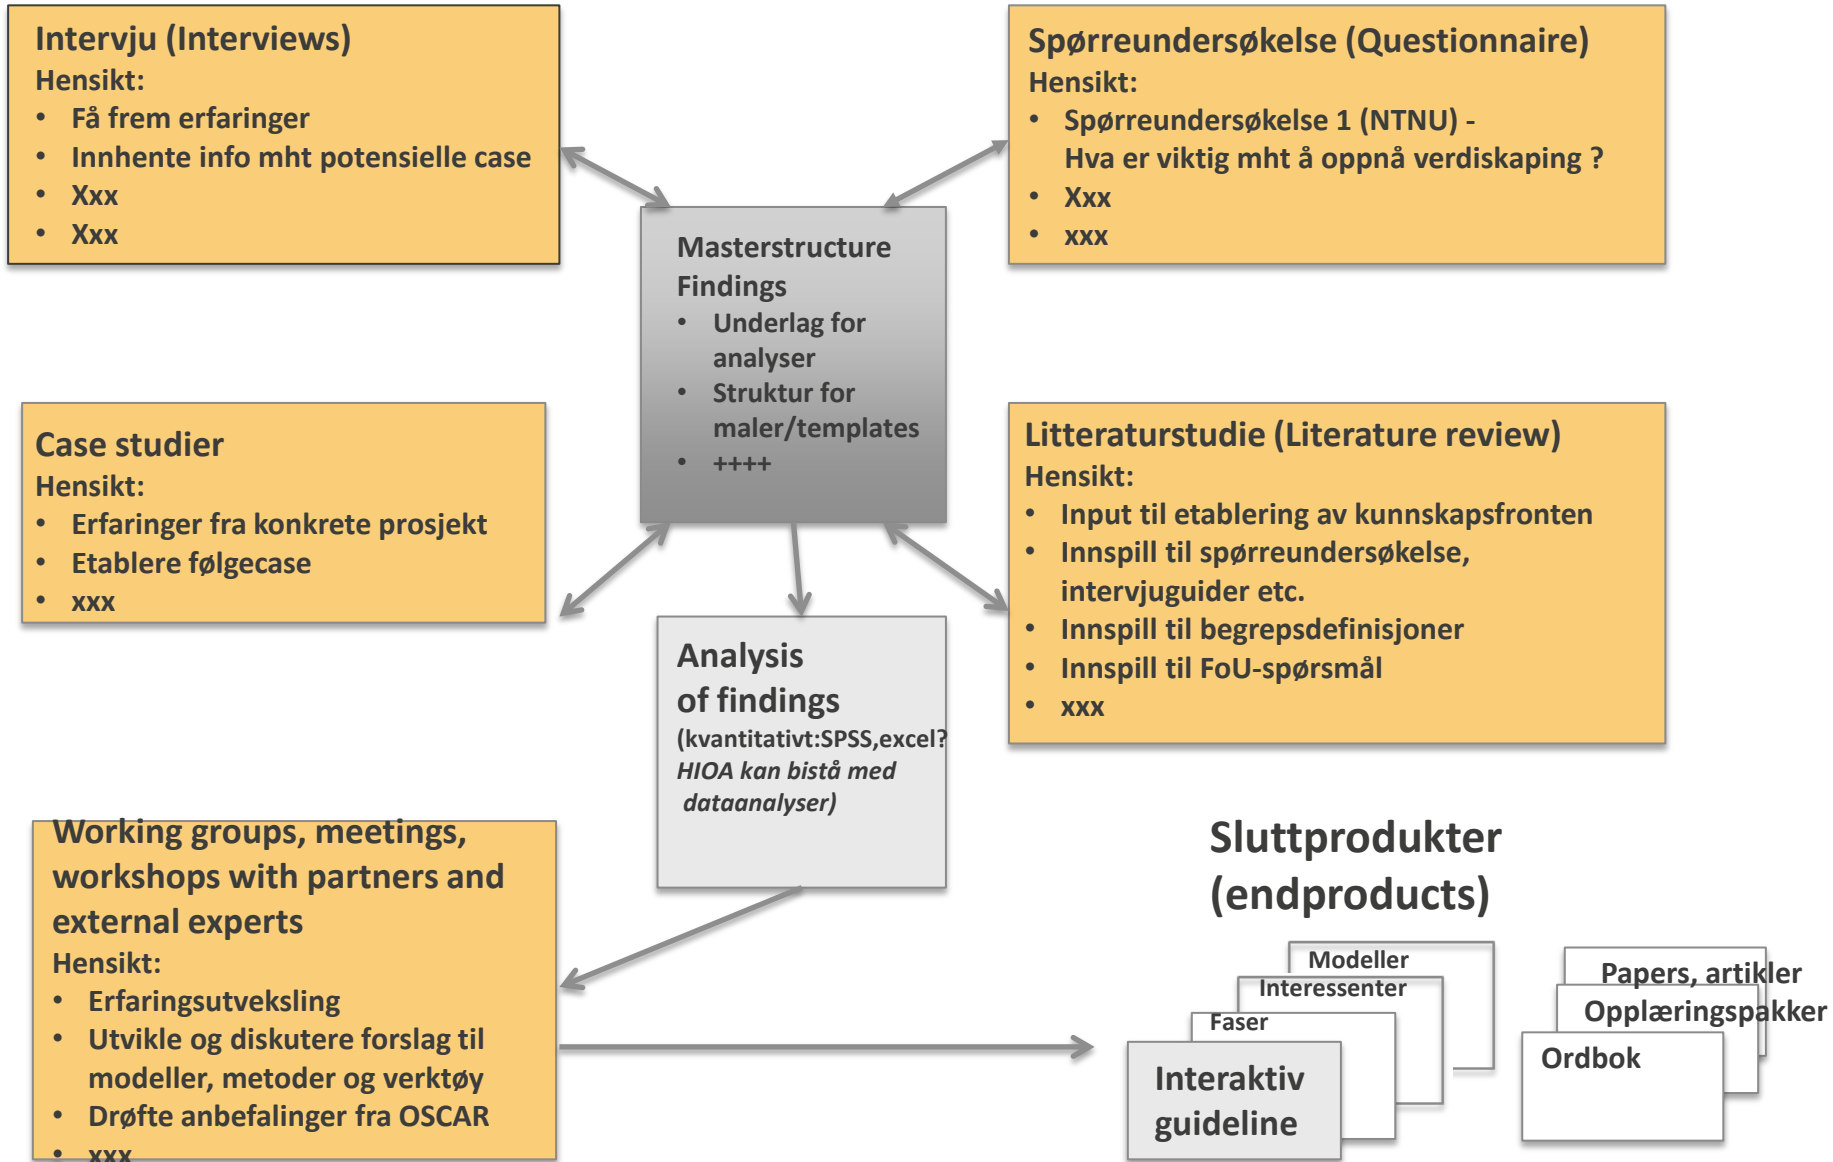 Intervju (Interviews)
Hensikt:
• Få frem erfaringer
• Innhente info mht potensielle case
• Xxx
• Xxx
Spørreundersøkelse (Questionnaire)
Hensikt:
• Spørreundersøkelse 1 (NTNU) -
Hva er viktig mht å oppnå verdiskaping ?
• Xxx
• xxx
Masterstructure
Findings
• Underlag for
analyser
• Struktur for
maler/templates
• ++++
Case studier
Hensikt:
• Erfaringer fra konkrete prosjekt
• Etablere følgecase
• xxx
Litteraturstudie (Literature review)
Hensikt:
• Input til etablering av kunnskapsfronten
• Innspill til spørreundersøkelse,
intervjuguider etc.
• Innspill til begrepsdefinisjoner
• Innspill til FoU-spørsmål
• xxx
Analysis
of findings
(kvantitativt:SPSS,excel?
HIOA kan bistå med
dataanalyser)
Working groups, meetings,
workshops with partners and
external experts
Hensikt:
• Erfaringsutveksling
• Utvikle og diskutere forslag til
modeller, metoder og verktøy
• Drøfte anbefalinger fra OSCAR
• xxx
Sluttprodukter
(endproducts)
Modeller
Interessenter
Faser
Interaktiv
guideline
Papers, artikler
Opplæringspakker
Ordbok